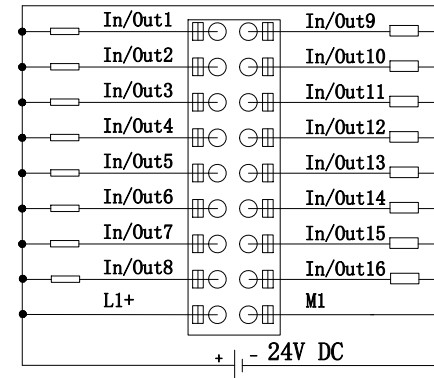 In/Out1 In/Out9
In/Out2 In/Out10
In/Out3 In/Out11
In/Out4 In/Out12
In/Out5 In/Out13
In/Out6 In/Out14
In/Out7 In/Out15
In/Out8 In/Out16
L1+ M1
+ - 24V DC